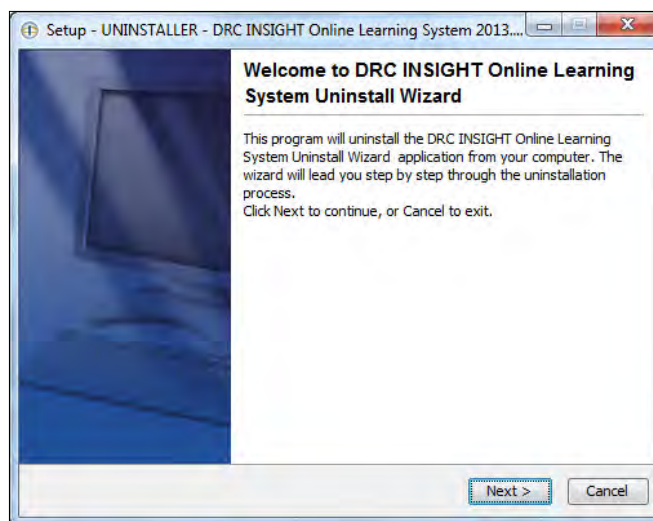 Setup - UNINSTALLER - DRC INSIGHT Online Learning System 2013....
Welcome to DRC INSIGHT Online Learning
System Uninstall Wizard
This program will uninstall the DRC INSIGHT Online Learning
System Uninstall Wizard application from your computer. The
wizard will lead you step by step through the uninstallation
process.
Click Next to continue, or Cancel to exit.
Next >
Cancel